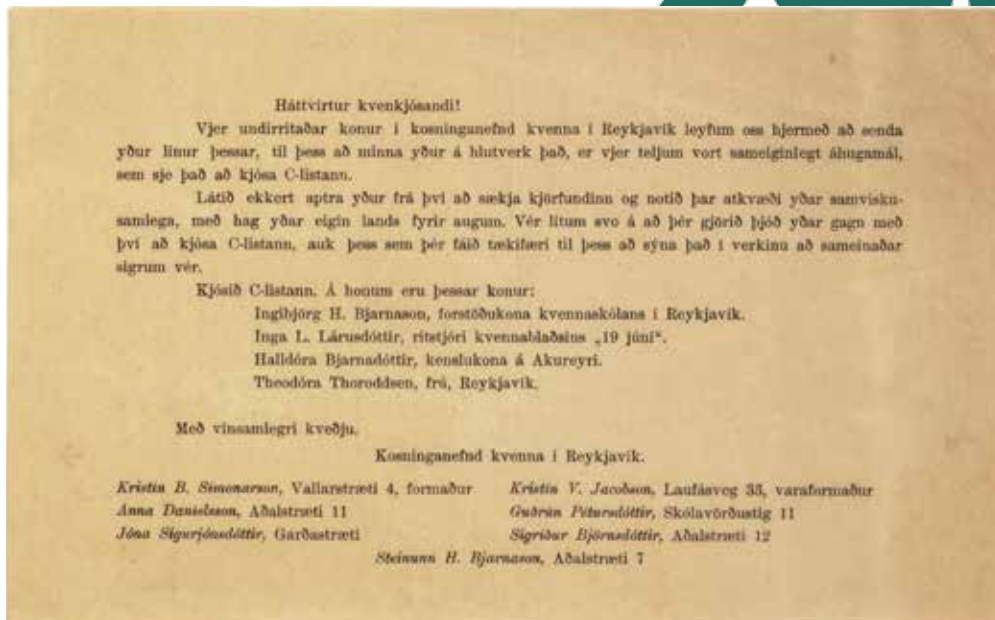 Háttvirtur kvenkjósandi!
Vjer undirritaðar konur í kosninganefnd kvenna í Reykjavík leyfum oss hjermeð að senda
yður línur þessar, til þess að minna yður á hlutverk það, er vjer teljum vort sameiginlegt áhugamál,
sem sje það að kjósa C-listann.
Látið ekkert aptra yður frá því að sækja kjörfundinn og notið þar atkvæði yðar samvisku-
samlega, með hag yðar eigin lands fyrir augum. Vér lítum svo á að þér gjörið þjóð yðar gagn með
því að kjósa C-listann, auk þess sem þér fáið tækifæri til þess að sýna það í verkinu að sameinaðar
sigrum vér.
Kjósið C-listann. Á honum eru þessar konur:
Ingibjörg H. Bjarnason, forstöðukona kvennaskólans í Reykjavík.
Inga L. Lárusdóttir, ritstjóri kvennablaðsins „19 júní“.
Halldóra Bjarnadóttir, kenslukona á Akureyri.
Theodóra Thoroddsen, frú, Reykjavík.
Með vinsamlegri kveðju.
Kosninganefnd kvenna í Reykjavík.
Kristín B. Símonarson, Vallarstræti 4, formaður Kristín V. Jacobson, Laufásveg 33, varaformaður
Anna Daníelsson, Aðalstræti 11 Guðrún Pétursdóttir, Skólavörðustíg 11
Jóna Sigurjónsdóttir, Garðastræti Sigríður Björnsdóttir, Aðalstræti 12
Steinunn H. Bjarnason, Aðalstræti 7